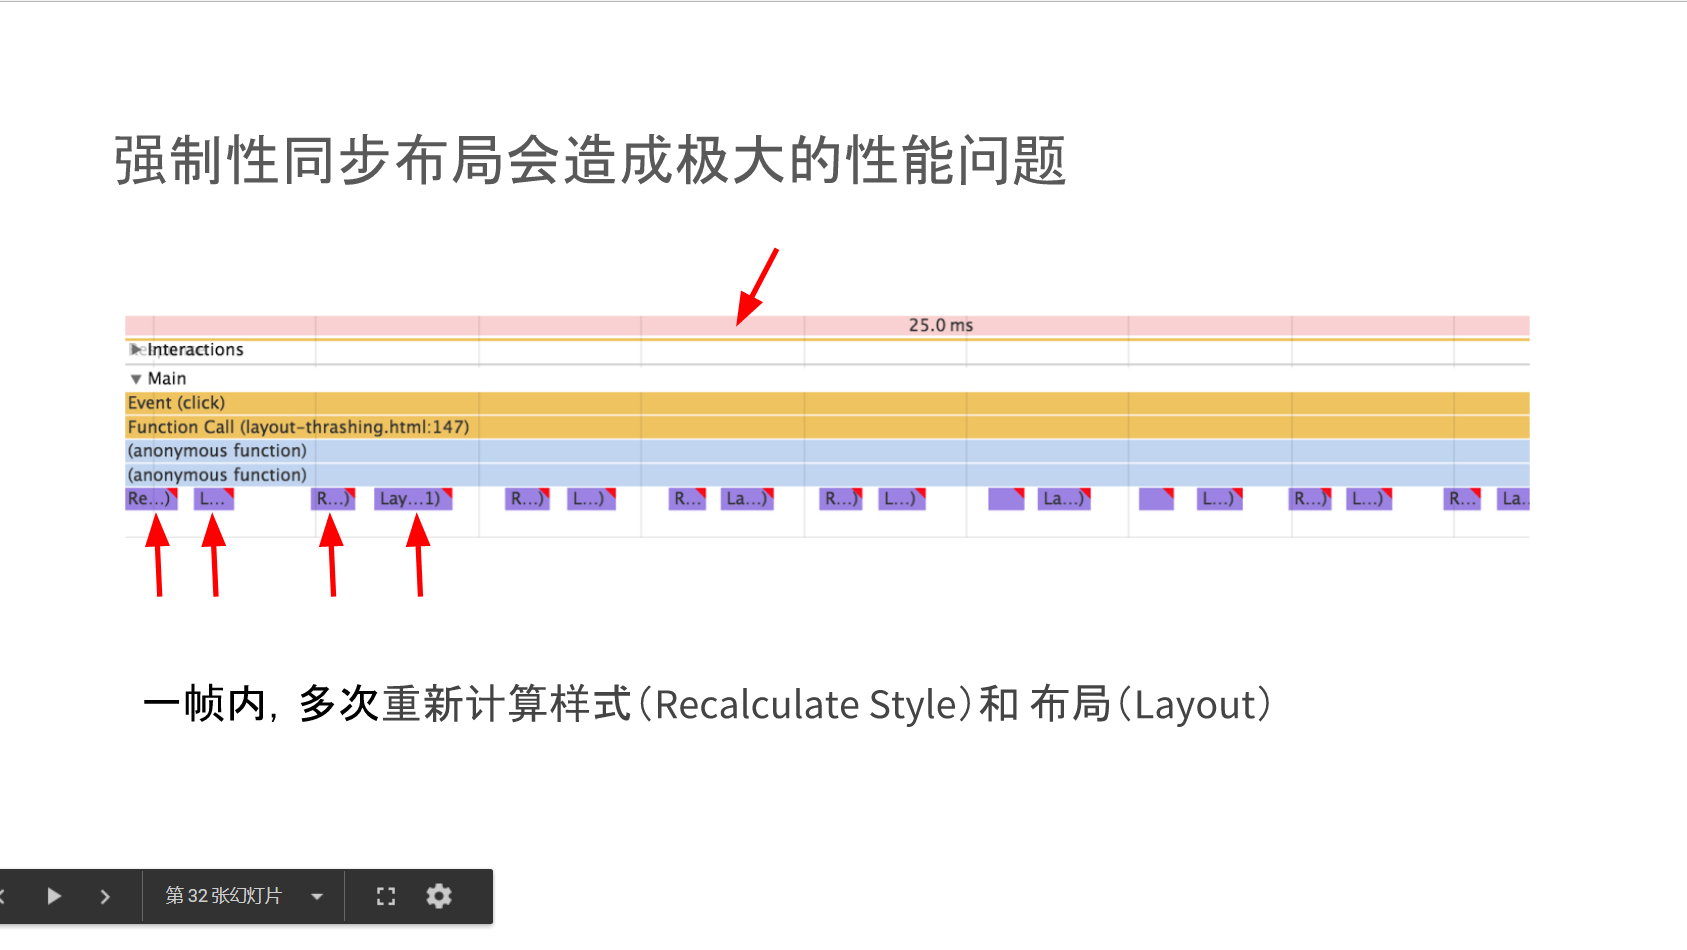 强制性同步布局会造成极大的性能问题
25.0 ms
Interactions
Main
Event (click)
Function Call (layout-thrashing.html:147)
(anonymous function)
(anonymous function)
Re...) L... R...) Lay...1) R...) L...) R... La...) R...) L...) La...) L...) R...) L...) R... La..
一帧内，多次重新计算样式（Recalculate Style）和 布局（Layout）
第 32 张幻灯片